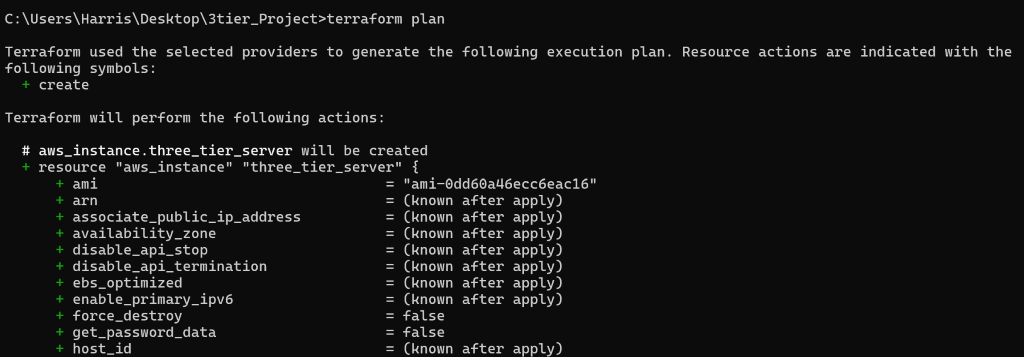 C:\Users\Harris\Desktop\3tier_Project>terraform plan
Terraform used the selected providers to generate the following execution plan. Resource actions are indicated with the
following symbols:
+ create
Terraform will perform the following actions:
# aws_instance.three_tier_server will be created
+ resource "aws_instance" "three_tier_server" {
+ ami = "ami-0dd60a46ecc6eac16"
+ arn = (known after apply)
+ associate_public_ip_address = (known after apply)
+ availability_zone = (known after apply)
+ disable_api_stop = (known after apply)
+ disable_api_termination = (known after apply)
+ ebs_optimized = (known after apply)
+ enable_primary_ipv6 = (known after apply)
+ force_destroy = false
+ get_password_data = false
+ host_id = (known after apply)